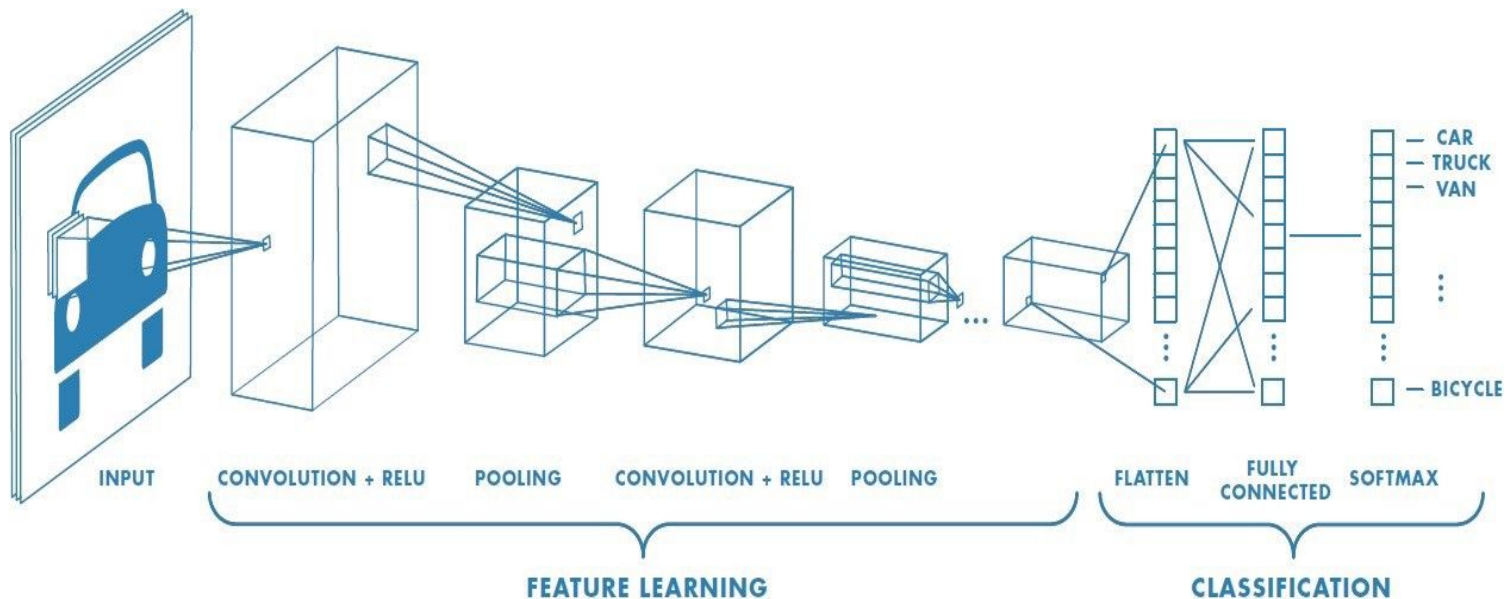 CAR
TRUCK
VAN
BICYCLE
INPUT
CONVOLUTION + RELU
POOLING
CONVOLUTION + RELU
POOLING
FLATTEN
FULLY
CONNECTED
SOFTMAX
FEATURE LEARNING
CLASSIFICATION